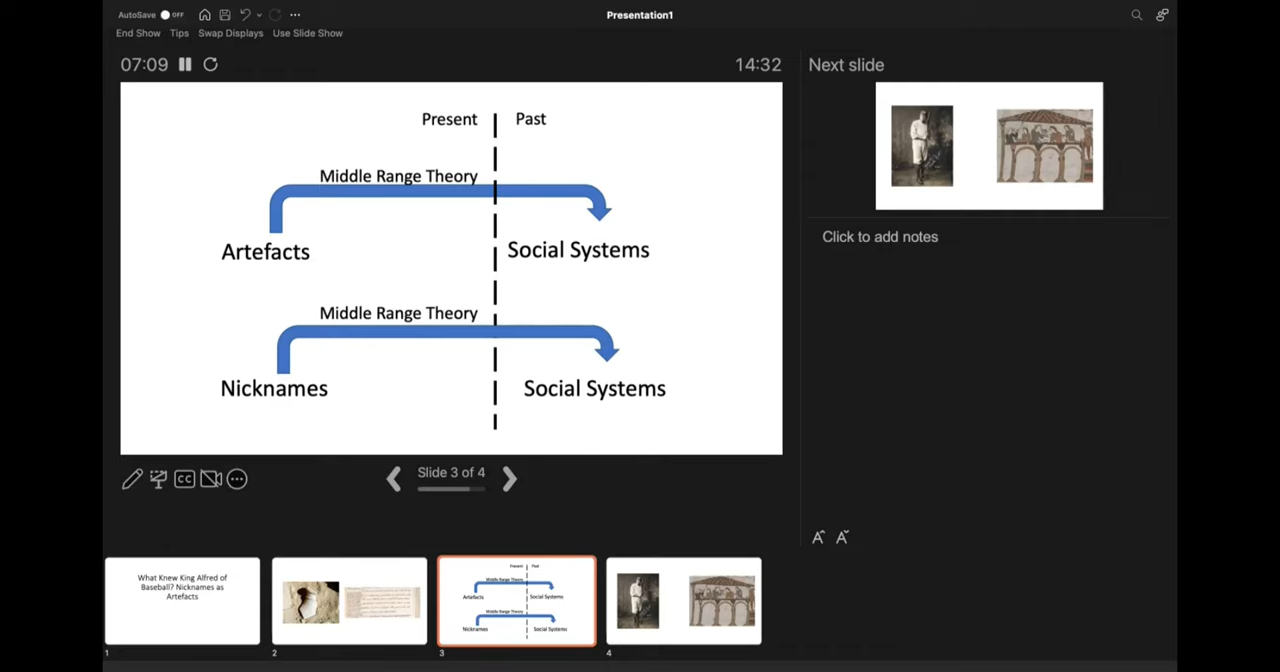 AutoSave OFF
Presentation1
End Show Tips Swap Displays Use Slide Show
07:09
14:32
Next slide
Present Past
Middle Range Theory
Artefacts
Social Systems
Middle Range Theory
Nicknames
Social Systems
Click to add notes
CC
Slide 3 of 4
What Knew King Alfred of
Baseball? Nicknames as
Artefacts
Present Past
Middle Range Theory
Artefacts
Social Systems
Middle Range Theory
Nicknames
Social Systems
1
2
3
4